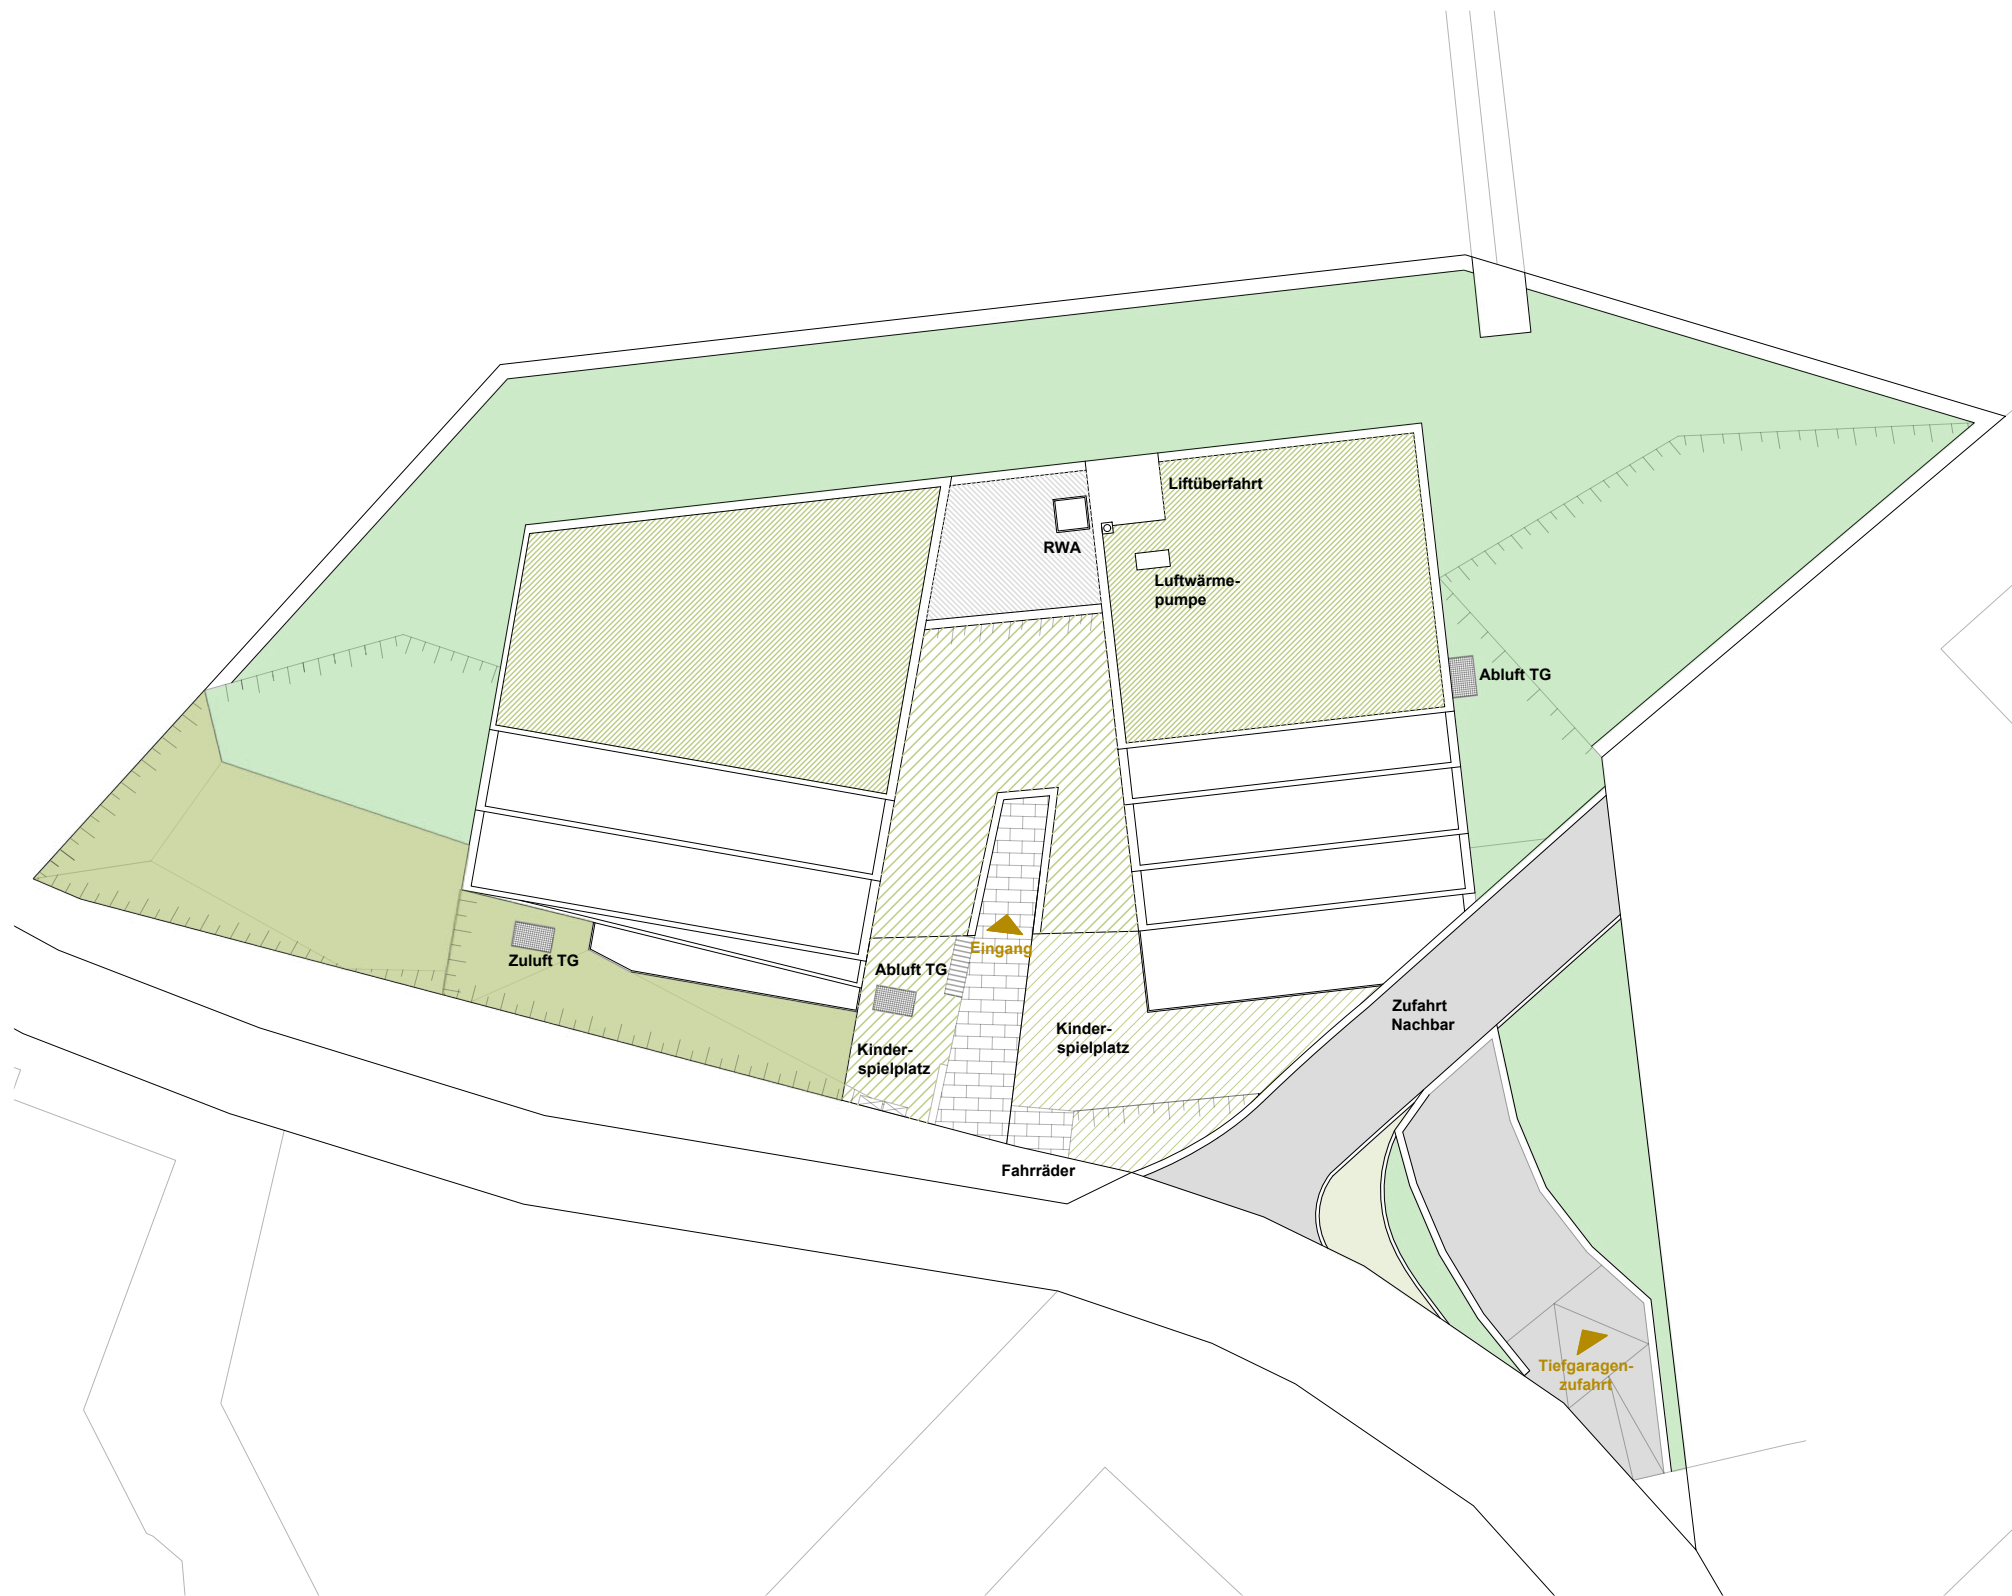 Liftüberfahrt
RWA
Luftwärme-
pumpe
Abluft TG
Eingang
Zuluft TG
Abluft TG
Zufahrt
Nachbar
Kinder-
spielplatz
Kinder-
spielplatz
Fahrräder
Tiefgaragen-
zufahrt